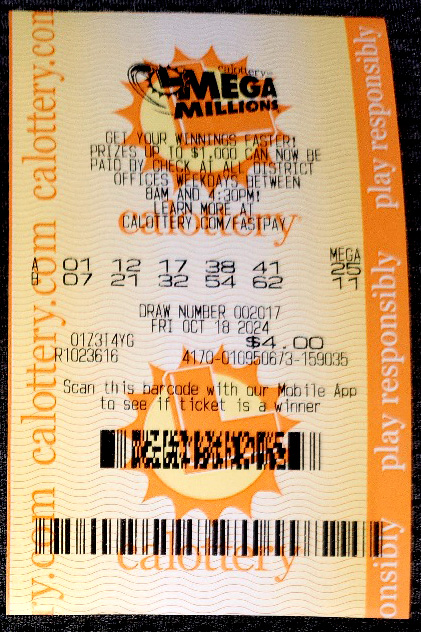 calottery
MEGA
MILLIONS
GET YOUR WINNINGS FASTER!
PRIZES UP TO $1,000 CAN NOW BE
PAID BY CHECK AT ALL DISTRICT
OFFICES WEEKDAYS BETWEEN
8AM AND 4:30PM!
LEARN MORE AT
CALOTTERY.COM/FASTPAY
calottery
MEGA
A 01 12 17 38 41 25
B 07 21 32 54 62 11
DRAW NUMBER 002017
FRI OCT 18 2024
01Z3T4YG $4.00
R1023616 4170-010950673-159035
Scan this barcode with our Mobile App
to see if ticket is a winner
calottery
ry.com calottery.com calottery.com
play responsibly play responsibly onsibly